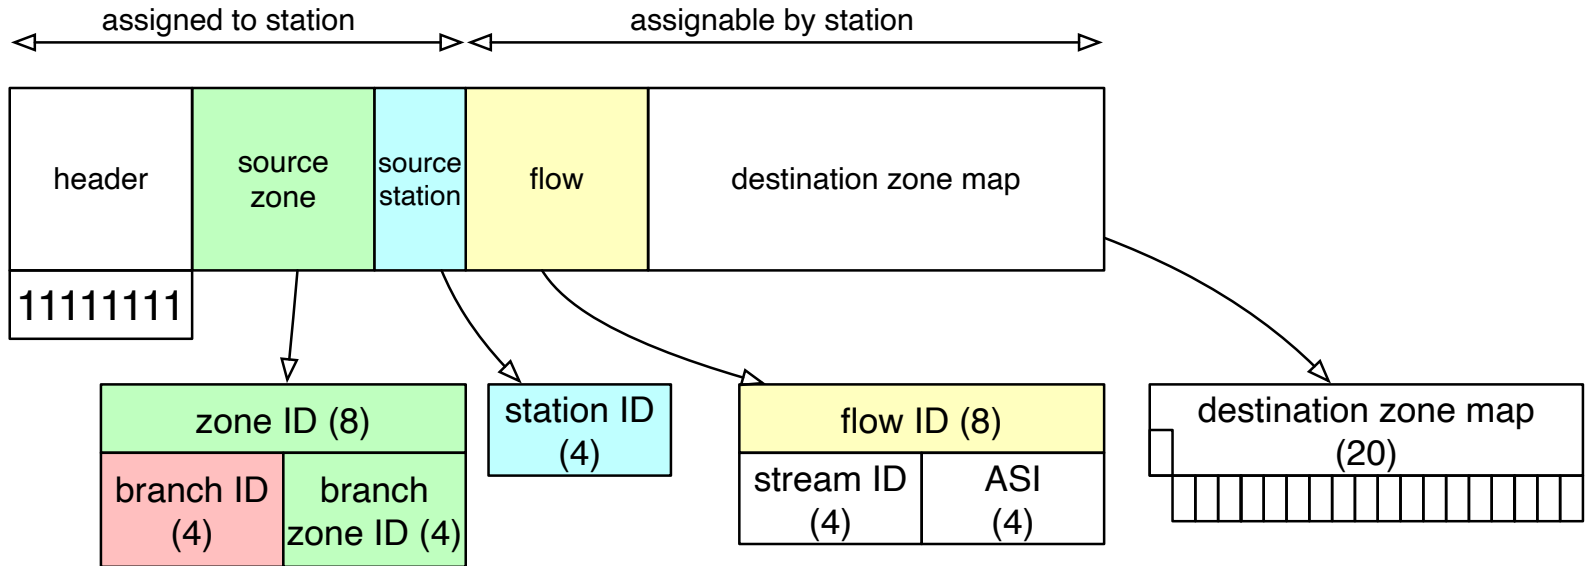 assigned to station
assignable by station
header
source
zone
source
station
flow
destination zone map
11111111
zone ID (8)
branch ID
(4)
branch
zone ID (4)
station ID
(4)
flow ID (8)
stream ID
(4)
ASI
(4)
destination zone map
(20)